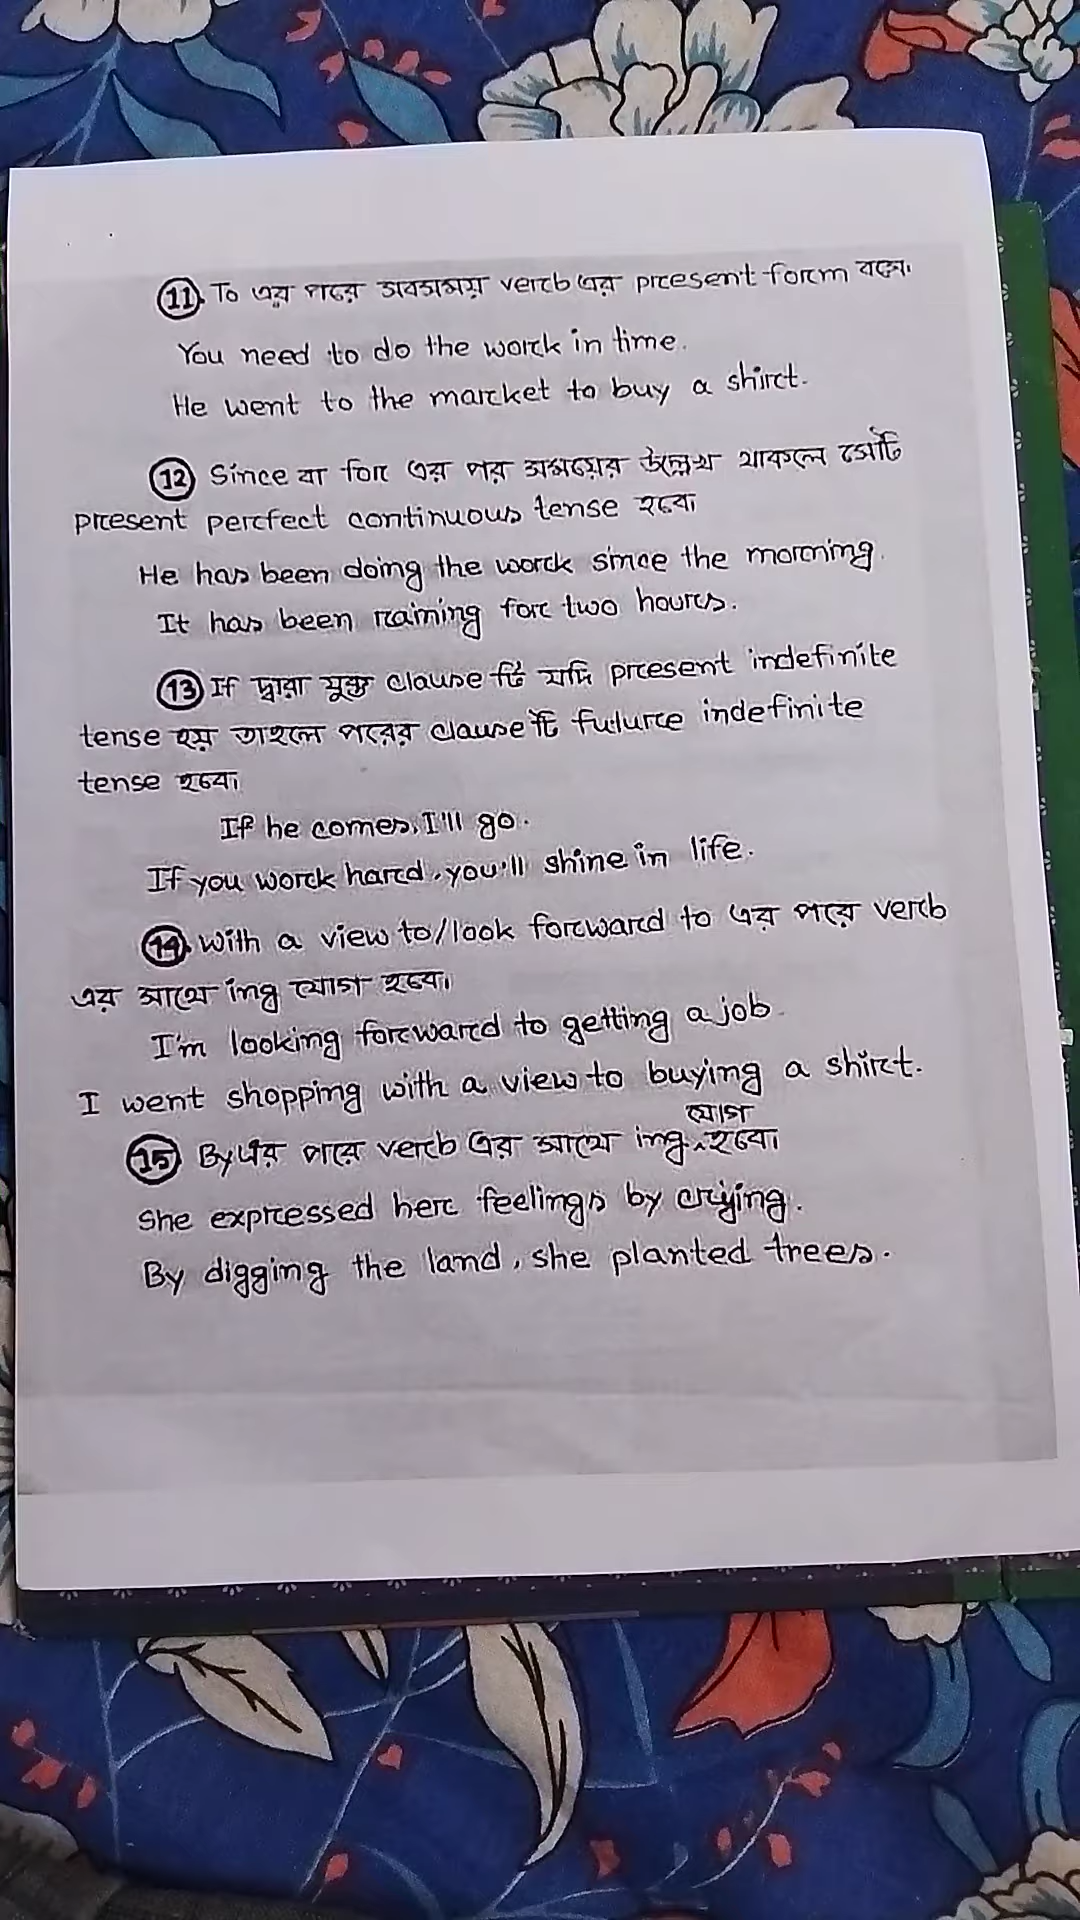 11. To এর পরে সবসময় verb এর present form বসে।
You need to do the work in time.
He went to the market to buy a shirt.
12 Since বা for এর পর সময়ের উল্লেখ থাকলে সেটি
present perfect continuous tense হবে।
He has been doing the work since the morning.
It has been raining for two hours.
13 If দ্বারা যুক্ত clause টি যদি present indefinite
tense হয় তাহলে পরের clause টি future indefinite
tense হবে।
If he comes, I'll go.
If you work hard, you'll shine in life.
14. With a view to/look forward to এর পরে verb
এর সাথে ing যোগ হবে।
I'm looking forward to getting a job.
I went shopping with a view to buying a shirt.
15 By এর পরে verb এর সাথে ing যোগ হবে।
She expressed her feelings by crying.
By digging the land, she planted trees.